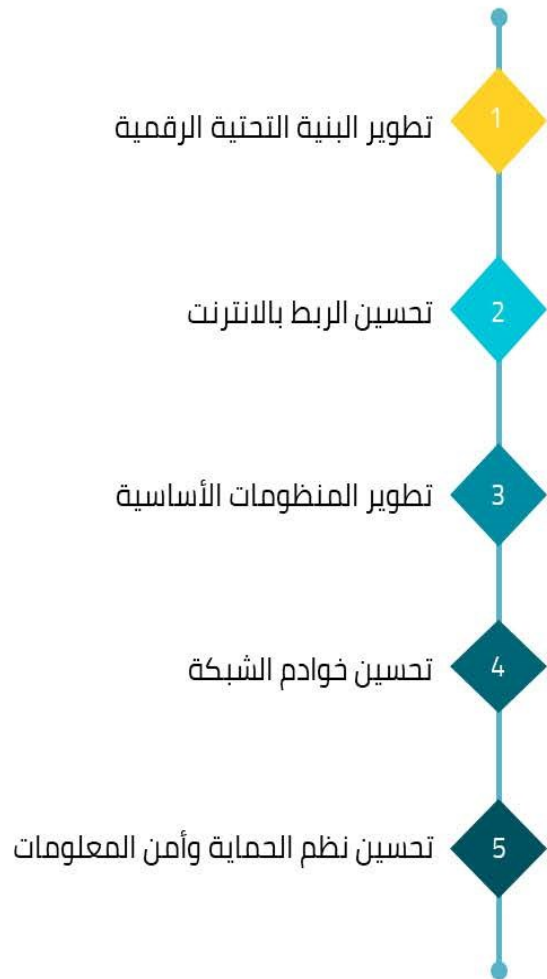 1 تطوير البنية التحتية الرقمية
2 تحسين الربط بالانترنت
3 تطوير المنظومات الأساسية
4 تحسين خوادم الشبكة
5 تحسين نظم الحماية وأمن المعلومات